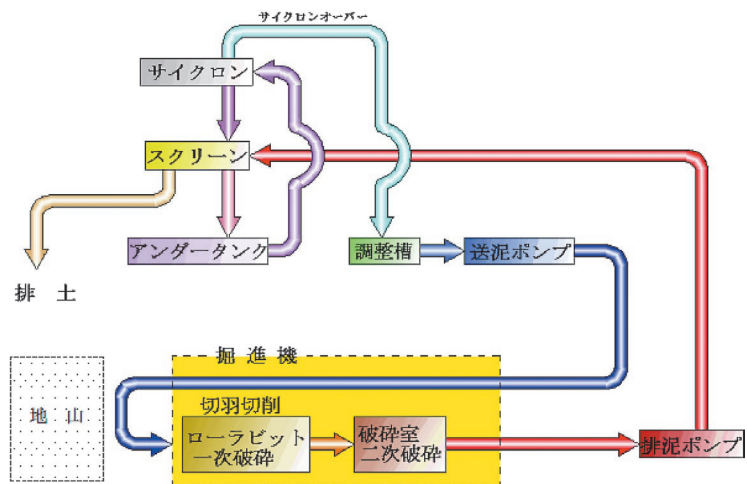 サイクロンオーバー
サイクロン
スクリーン
アンダータンク
調整槽
送泥ポンプ
排 土
掘 進 機
地 山
切羽切削
ローラビット
一次破砕
破砕室
二次破砕
排泥ポンプ